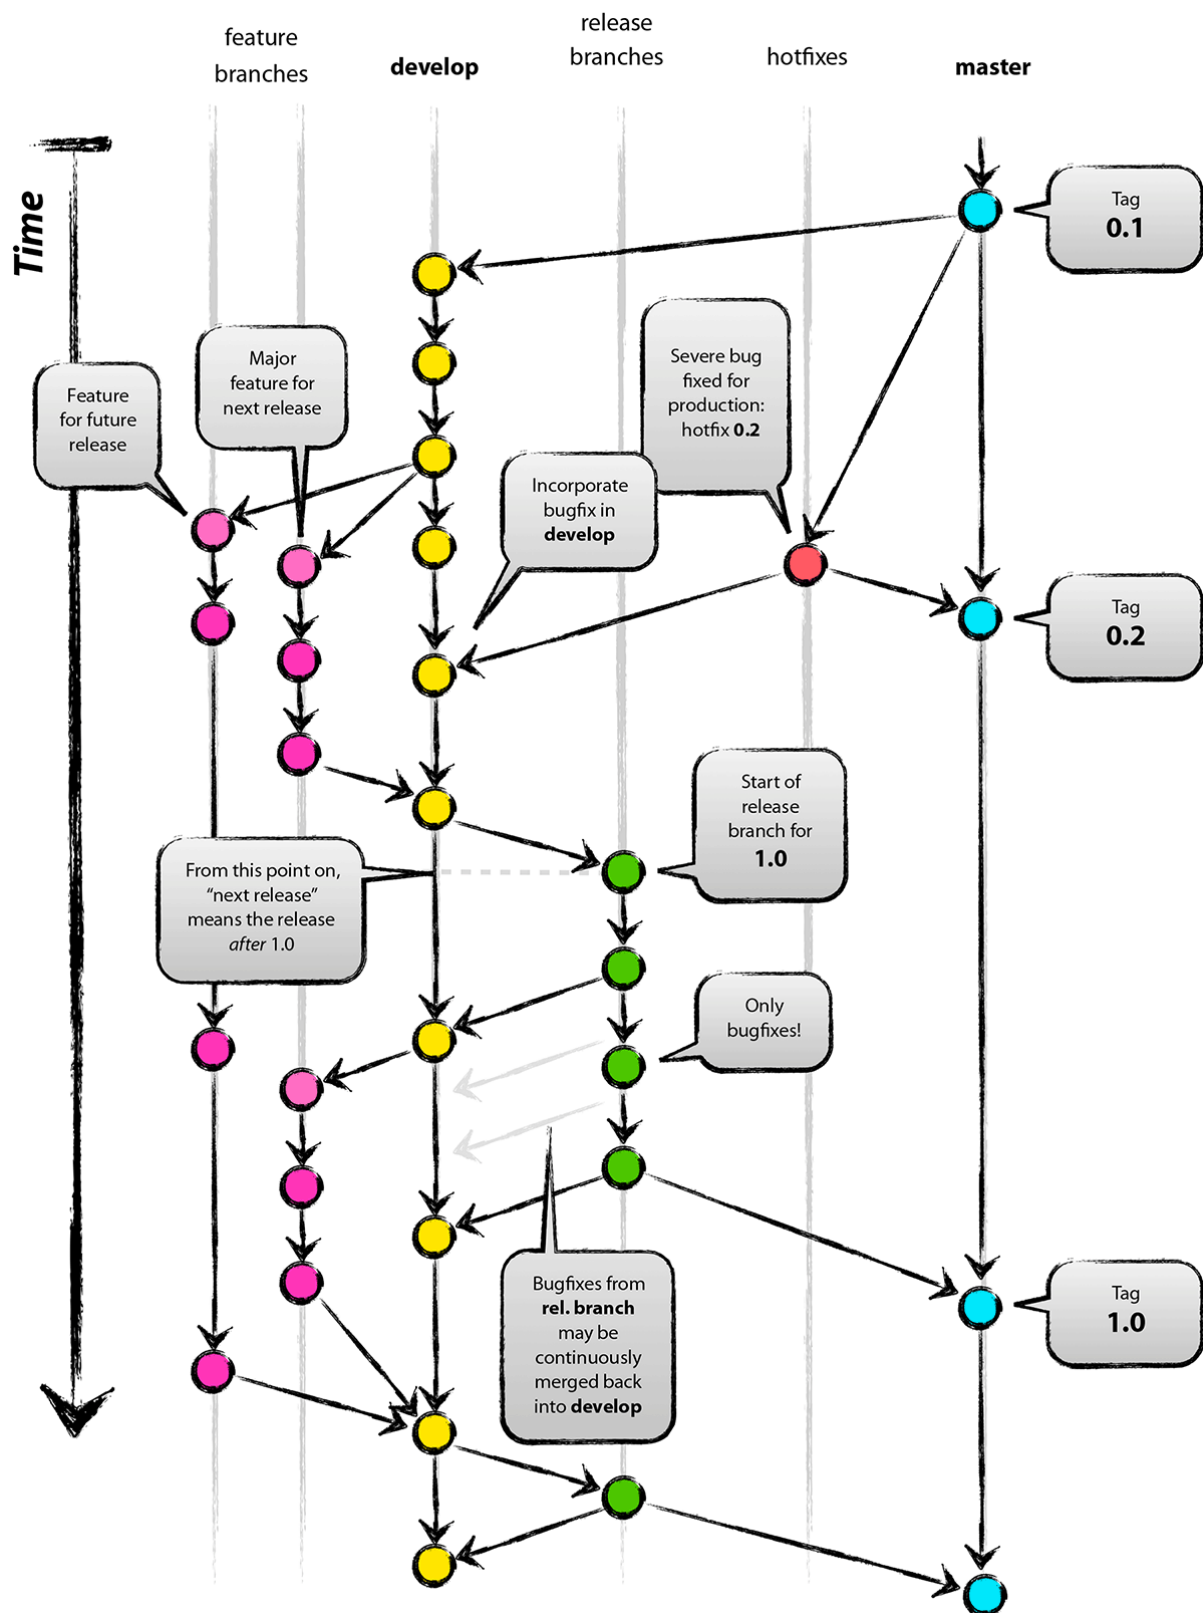 feature
branches
develop
release
branches
hotfixes
master
Time
Tag
0.1
Major
feature for
next release
Feature
for future
release
Severe bug
fixed for
production:
hotfix 0.2
Incorporate
bugfix in
develop
Tag
0.2
Start of
release
branch for
1.0
From this point on,
“next release”
means the release
after 1.0
Only
bugfixes!
Bugfixes from
rel. branch
may be
continuously
merged back
into develop
Tag
1.0